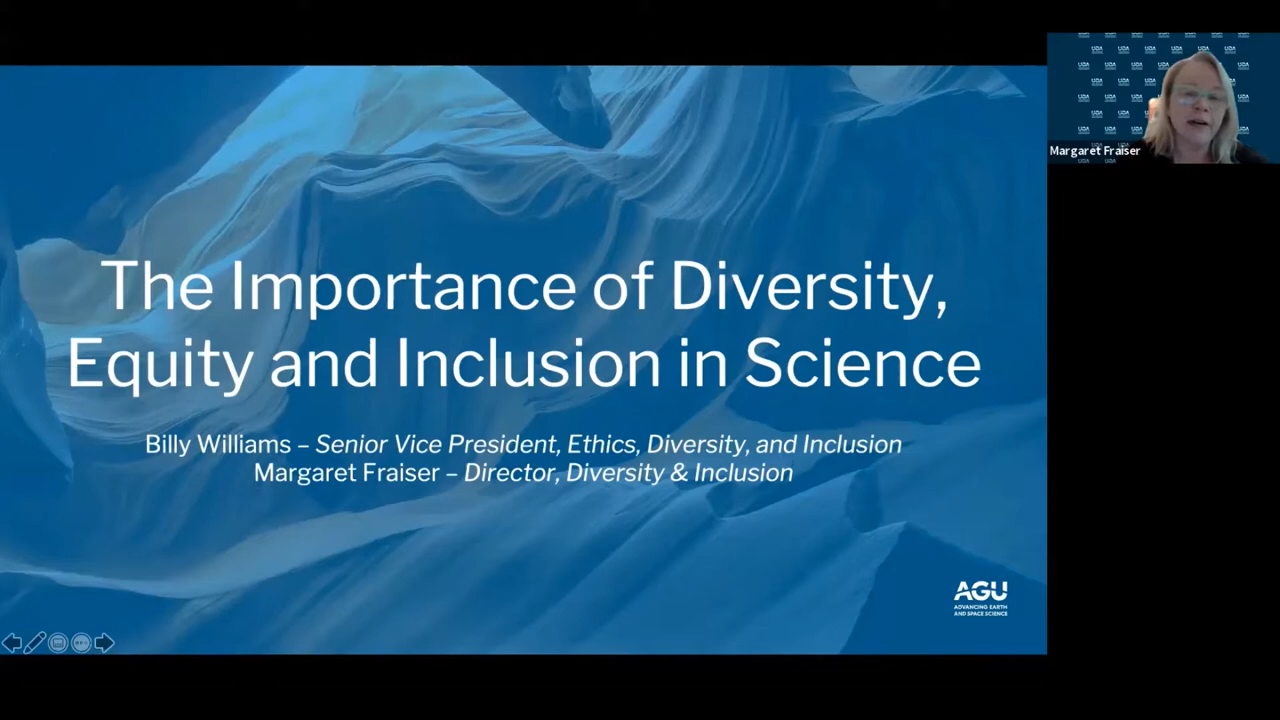 The Importance of Diversity,
Equity and Inclusion in Science
Billy Williams – Senior Vice President, Ethics, Diversity, and Inclusion
Margaret Fraiser – Director, Diversity & Inclusion
AGU
ADVANCING EARTH
AND SPACE SCIENCE
Margaret Fraiser